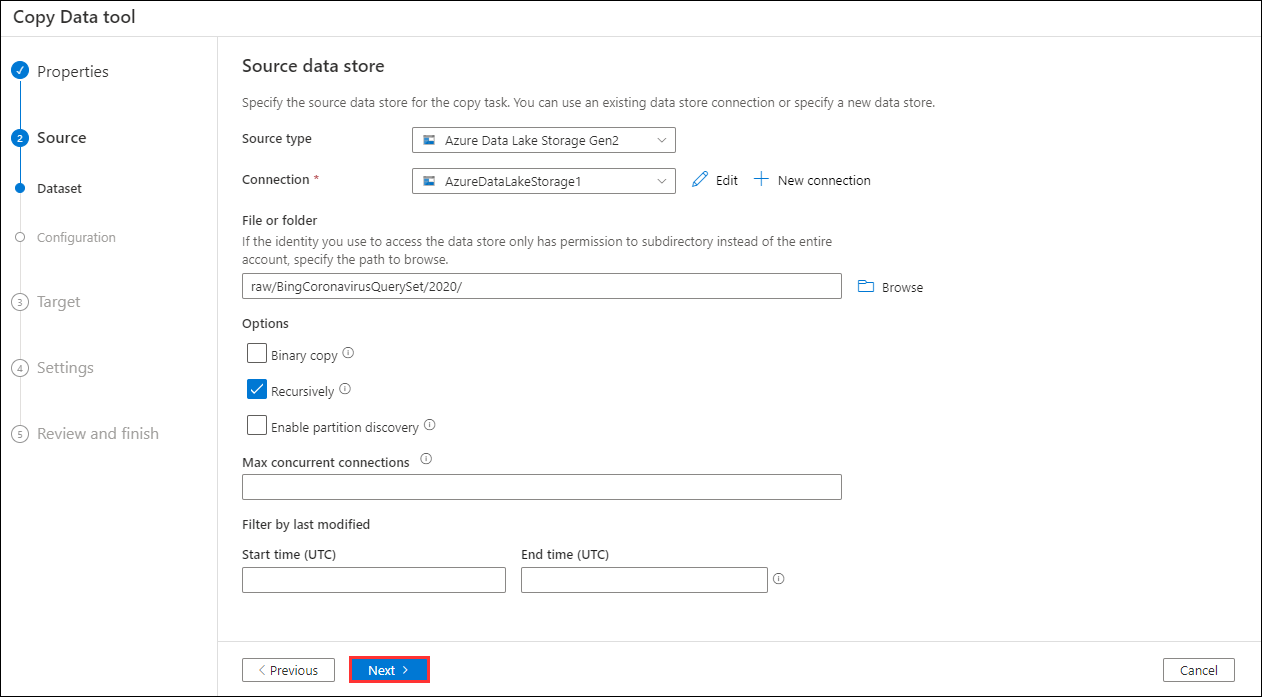 Copy Data tool
Properties
2 Source
Dataset
Configuration
3 Target
4 Settings
5 Review and finish
Source data store
Specify the source data store for the copy task. You can use an existing data store connection or specify a new data store.
Source type Azure Data Lake Storage Gen2
Connection * AzureDataLakeStorage1 Edit New connection
File or folder
If the identity you use to access the data store only has permission to subdirectory instead of the entire
account, specify the path to browse.
raw/BingCoronavirusQuerySet/2020/ Browse
Options
Binary copy
Recursively
Enable partition discovery
Max concurrent connections
Filter by last modified
Start time (UTC) End time (UTC)
< Previous Next > Cancel